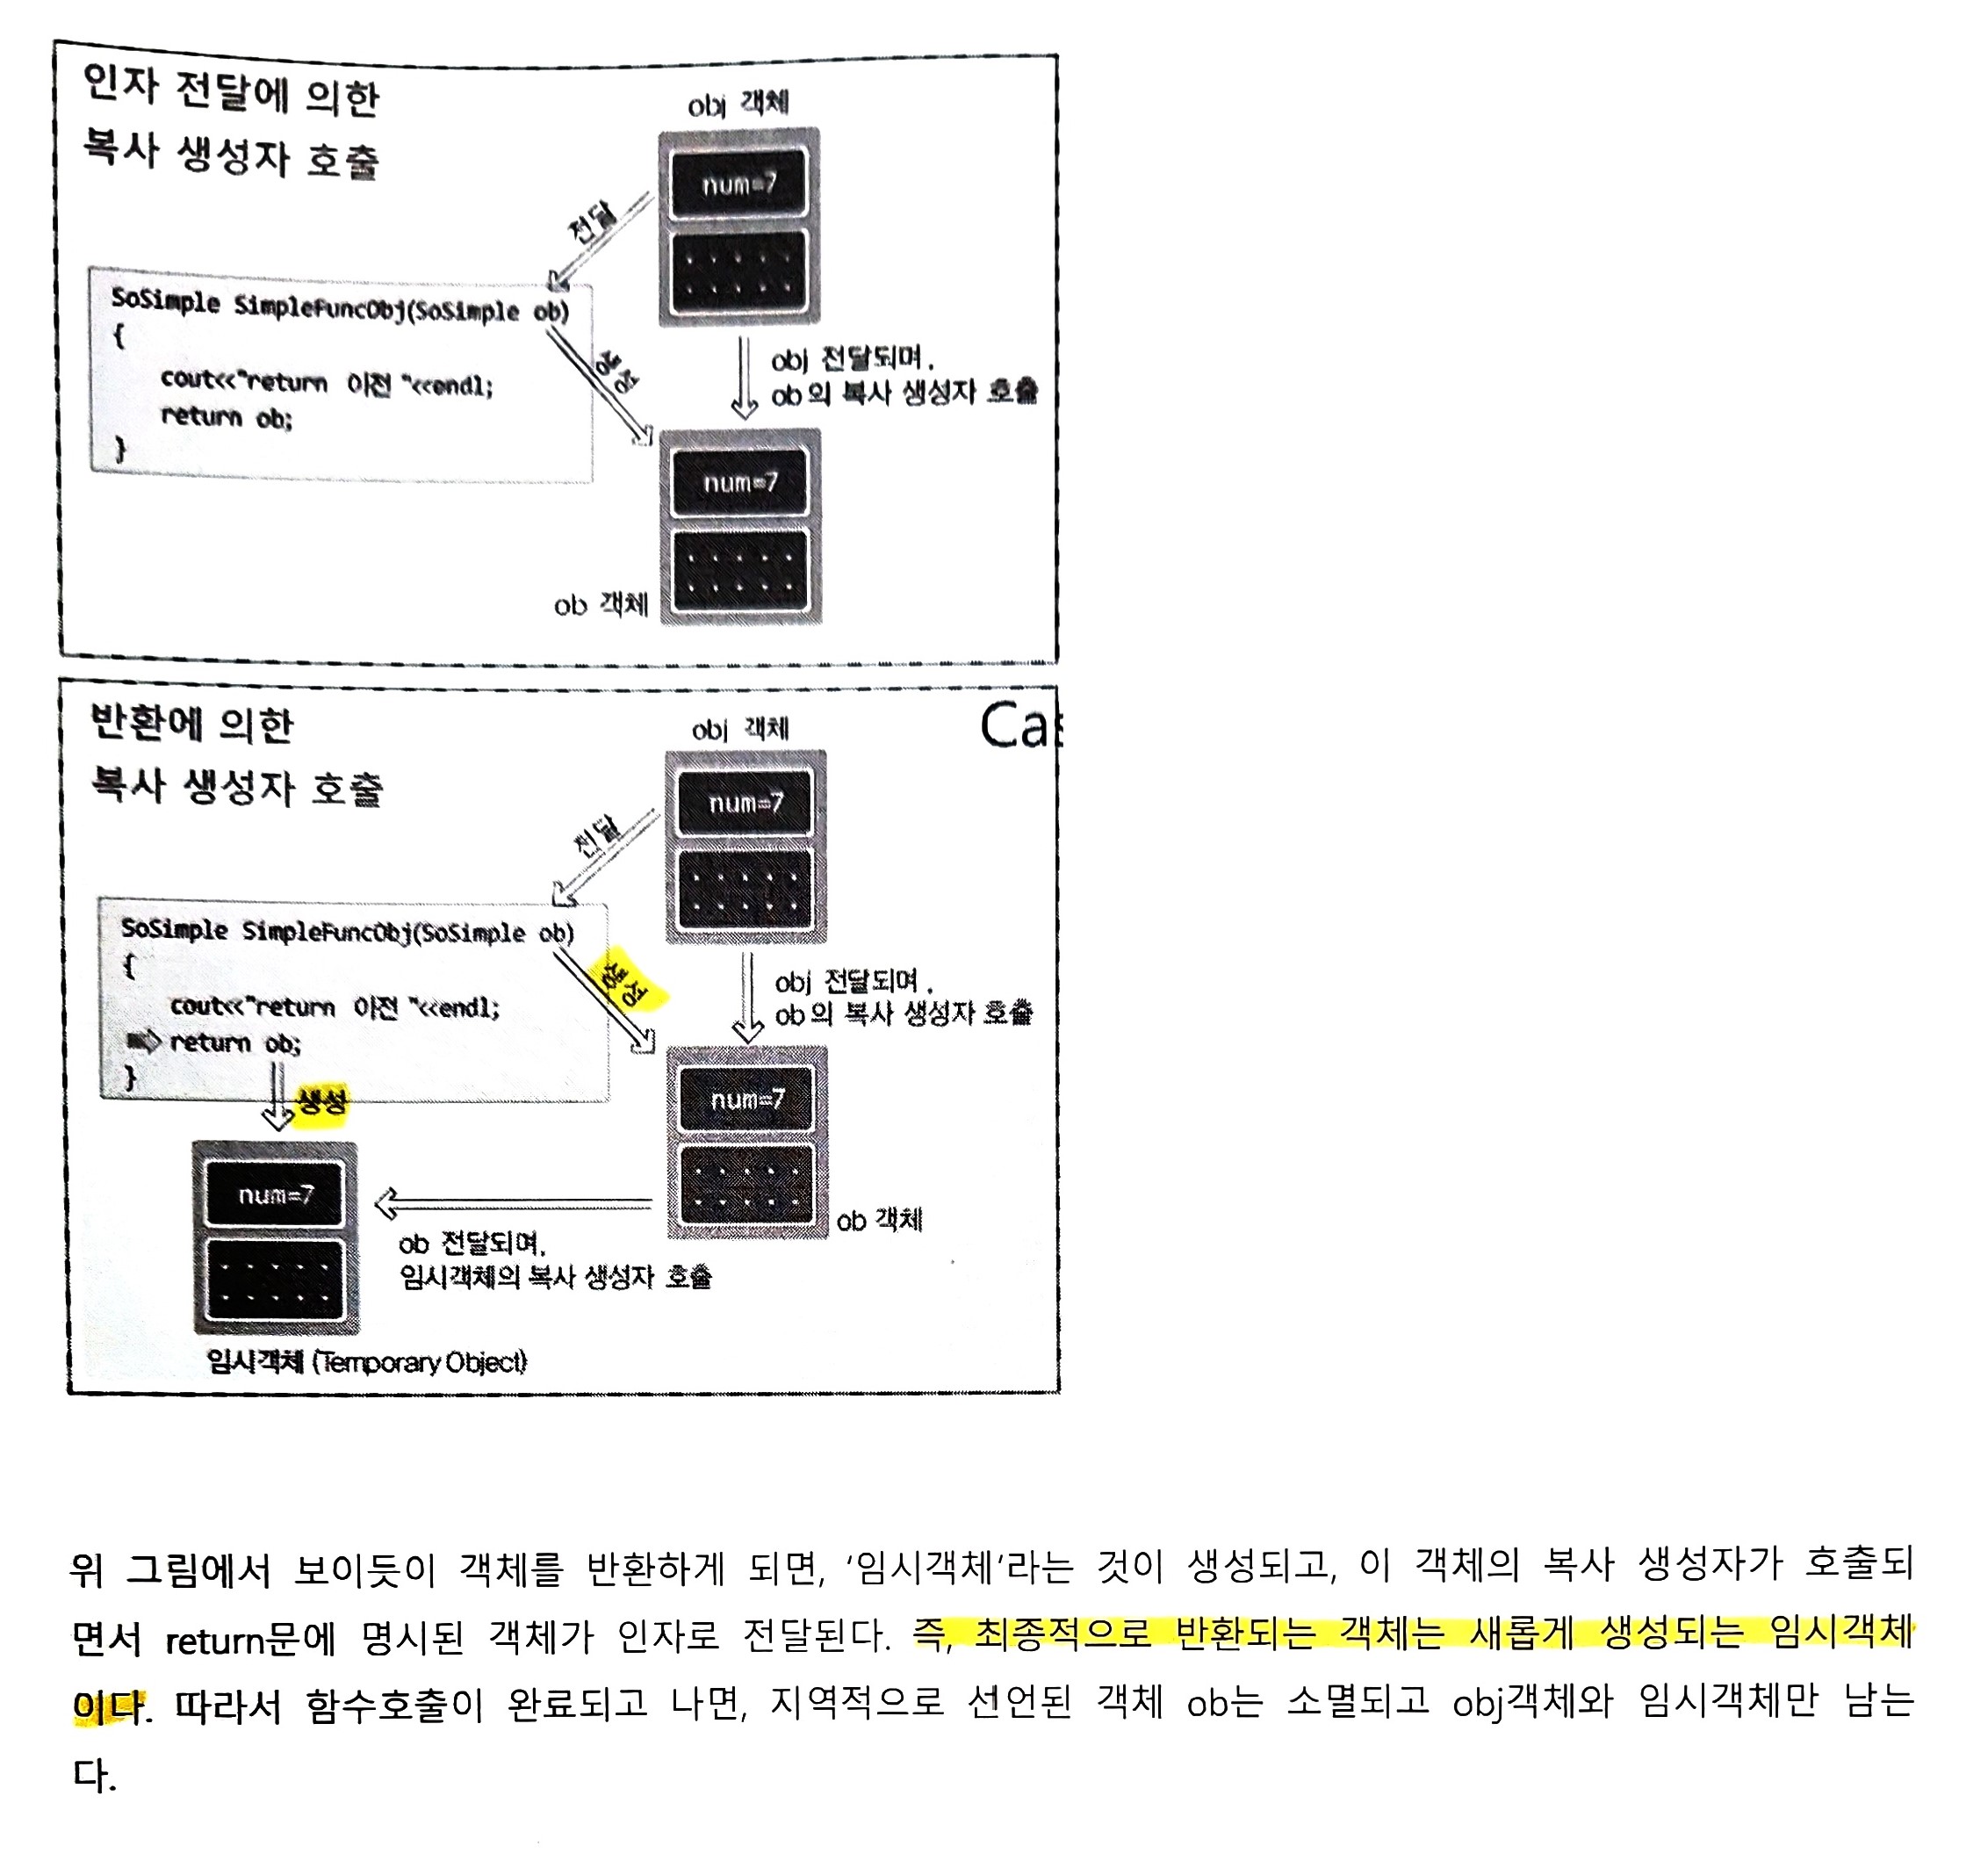 인자 전달에 의한
복사 생성자 호출
obj 객체
num=7
전달
SoSimple SimpleFuncObj(SoSimple ob)
{
cout<<"return 이전 "<<endl;
return ob;
}
생성
obj 전달되며,
ob의 복사 생성자 호출
num=7
ob 객체
반환에 의한
복사 생성자 호출
obj 객체
Cas
num=7
전달
SoSimple SimpleFuncObj(SoSimple ob)
{
cout<<"return 이전 "<<endl;
return ob;
}
생성
obj 전달되며,
ob의 복사 생성자 호출
생성
num=7
ob 객체
num=7
ob 전달되며,
임시객체의 복사 생성자 호출
임시객체 (Temporary Object)
위 그림에서 보이듯이 객체를 반환하게 되면, ‘임시객체’라는 것이 생성되고, 이 객체의 복사 생성자가 호출되
면서 return문에 명시된 객체가 인자로 전달된다. 즉, 최종적으로 반환되는 객체는 새롭게 생성되는 임시객체
이다. 따라서 함수호출이 완료되고 나면, 지역적으로 선언된 객체 ob는 소멸되고 obj객체와 임시객체만 남는
다.